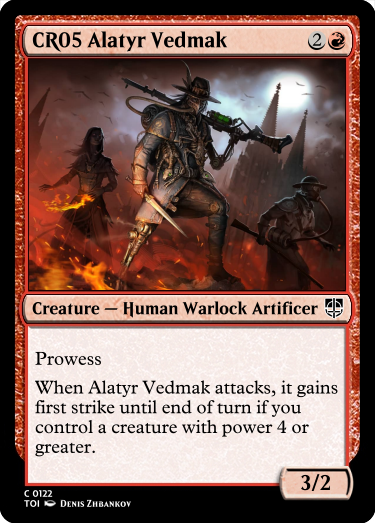 CR05 Alatyr Vedmak 2
Creature — Human Warlock Artificer
Prowess
When Alatyr Vedmak attacks, it gains
first strike until end of turn if you
control a creature with power 4 or
greater.
3/2
C 0122
TOI Denis Zhbankov